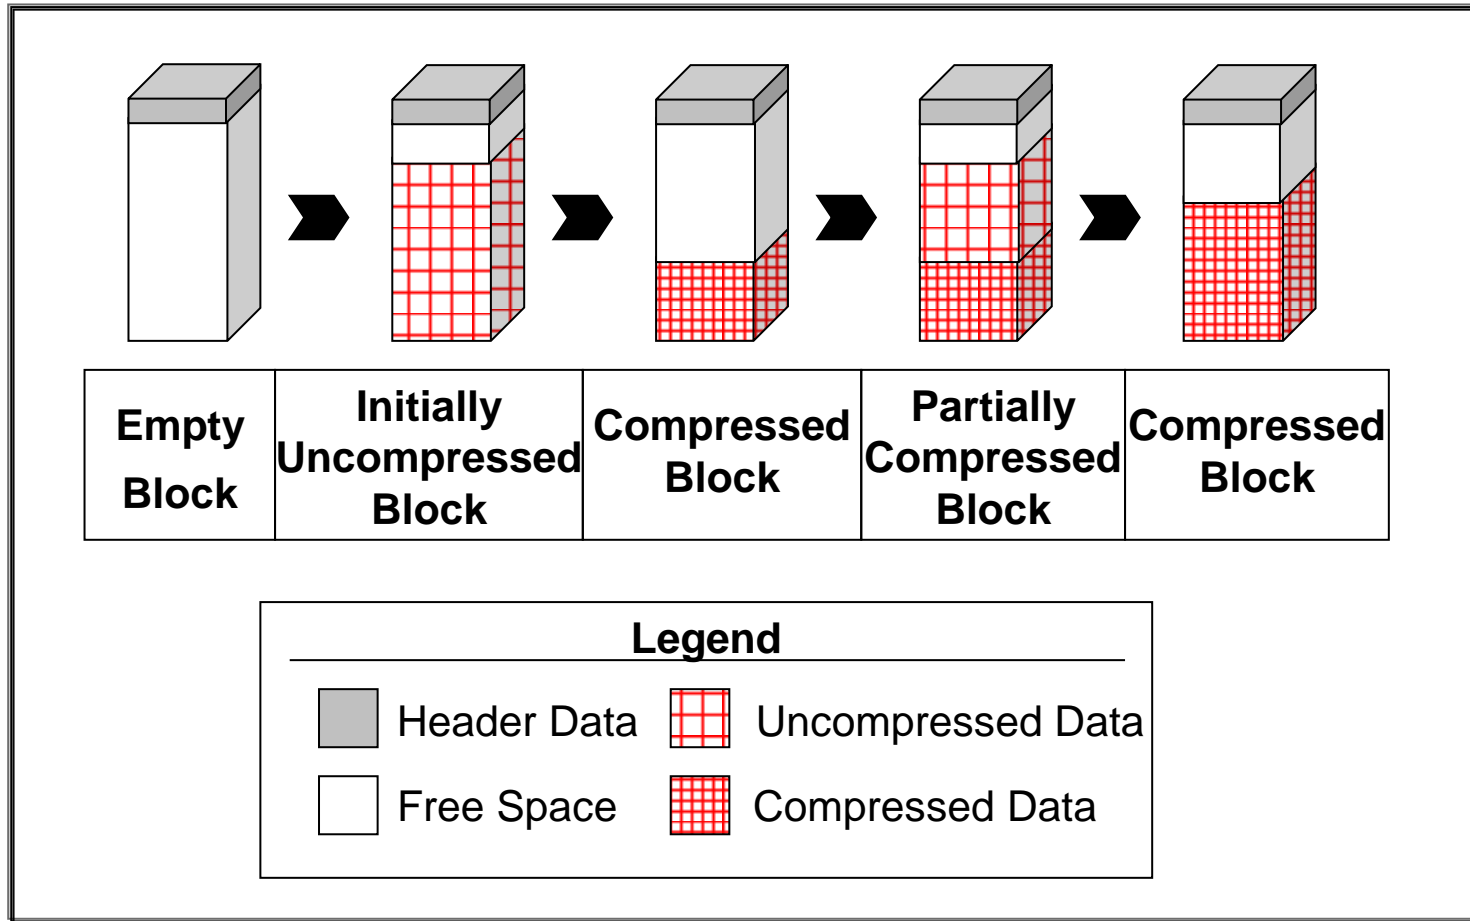 Empty
Block
Initially
Uncompressed
Block
Compressed
Block
Partially
Compressed
Block
Compressed
Block
Legend
Header Data
Uncompressed Data
Free Space
Compressed Data